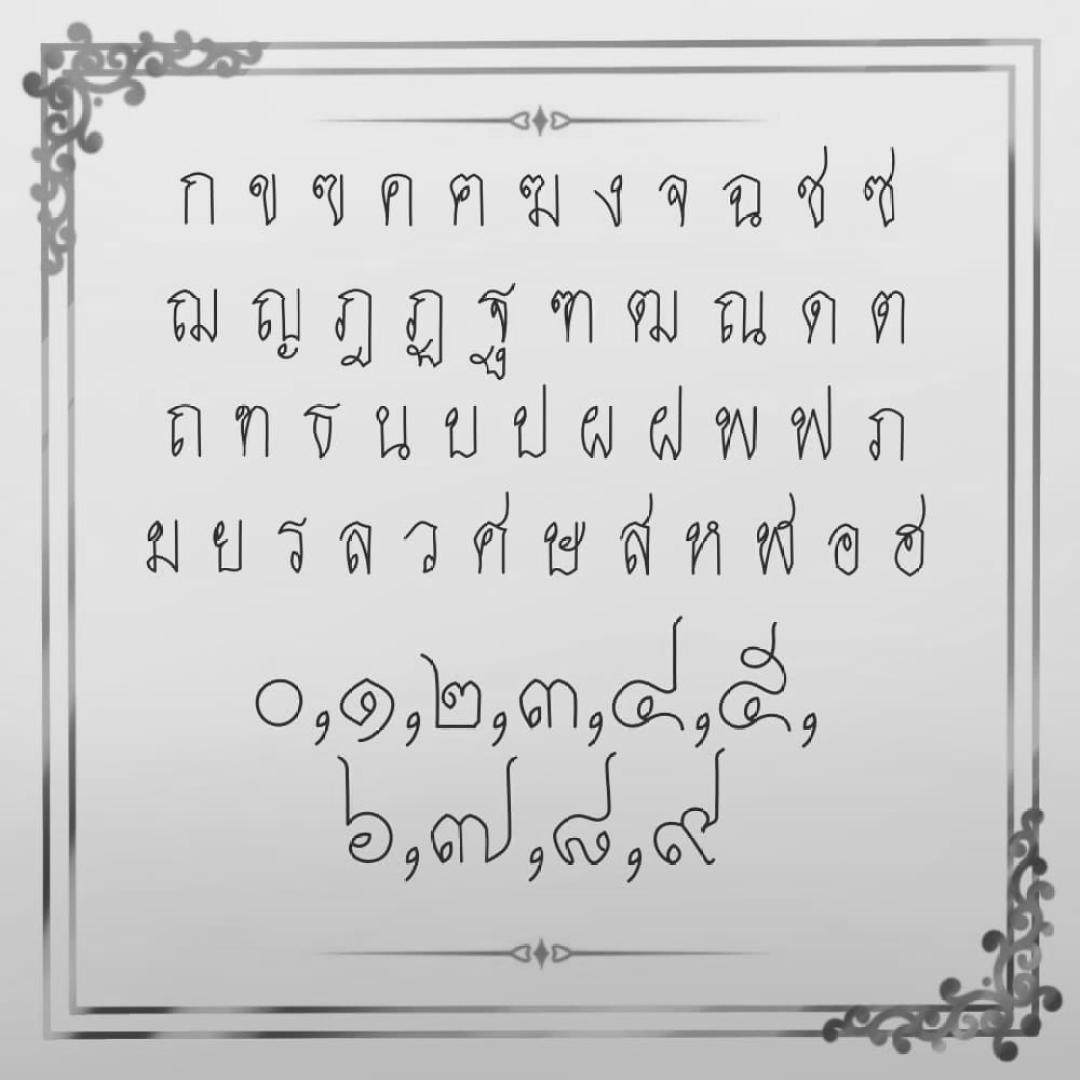 ก ข ฃ ค ฅ ฆ ง จ ฉ ช ซ
ฌ ญ ฎ ฏ ฐ ฑ ฒ ณ ด ต
ถ ท ธ น บ ป ผ ฝ พ ฟ ภ
ม ย ร ล ว ศ ษ ส ห ฬ อ ฮ
๐,๑,๒,๓,๔,๕,
๖,๗,๘,๙